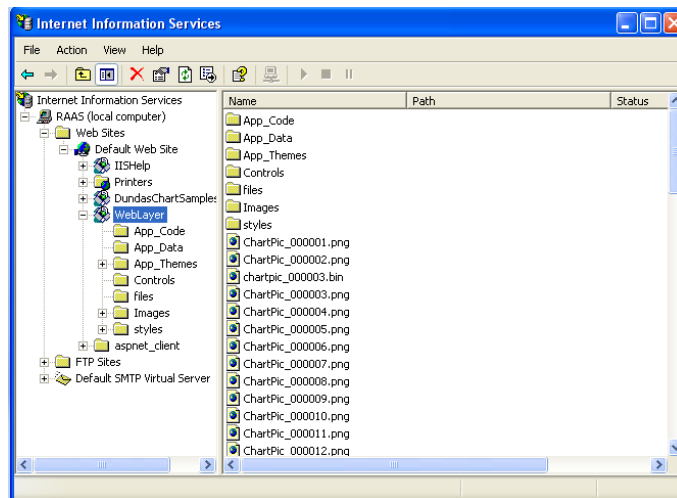 Internet Information Services
File Action View Help
Internet Information Services
RAAS (local computer)
Web Sites
Default Web Site
IISHelp
Printers
DundasChartSamples
WebLayer
App_Code
App_Data
App_Themes
Controls
files
Images
styles
aspnet_client
FTP Sites
Default SMTP Virtual Server
Name Path Status
App_Code
App_Data
App_Themes
Controls
files
Images
styles
ChartPic_000001.png
ChartPic_000002.png
chartpic_000003.bin
ChartPic_000003.png
ChartPic_000004.png
ChartPic_000005.png
ChartPic_000006.png
ChartPic_000007.png
ChartPic_000008.png
ChartPic_000009.png
ChartPic_000010.png
ChartPic_000011.png
ChartPic_000012.png